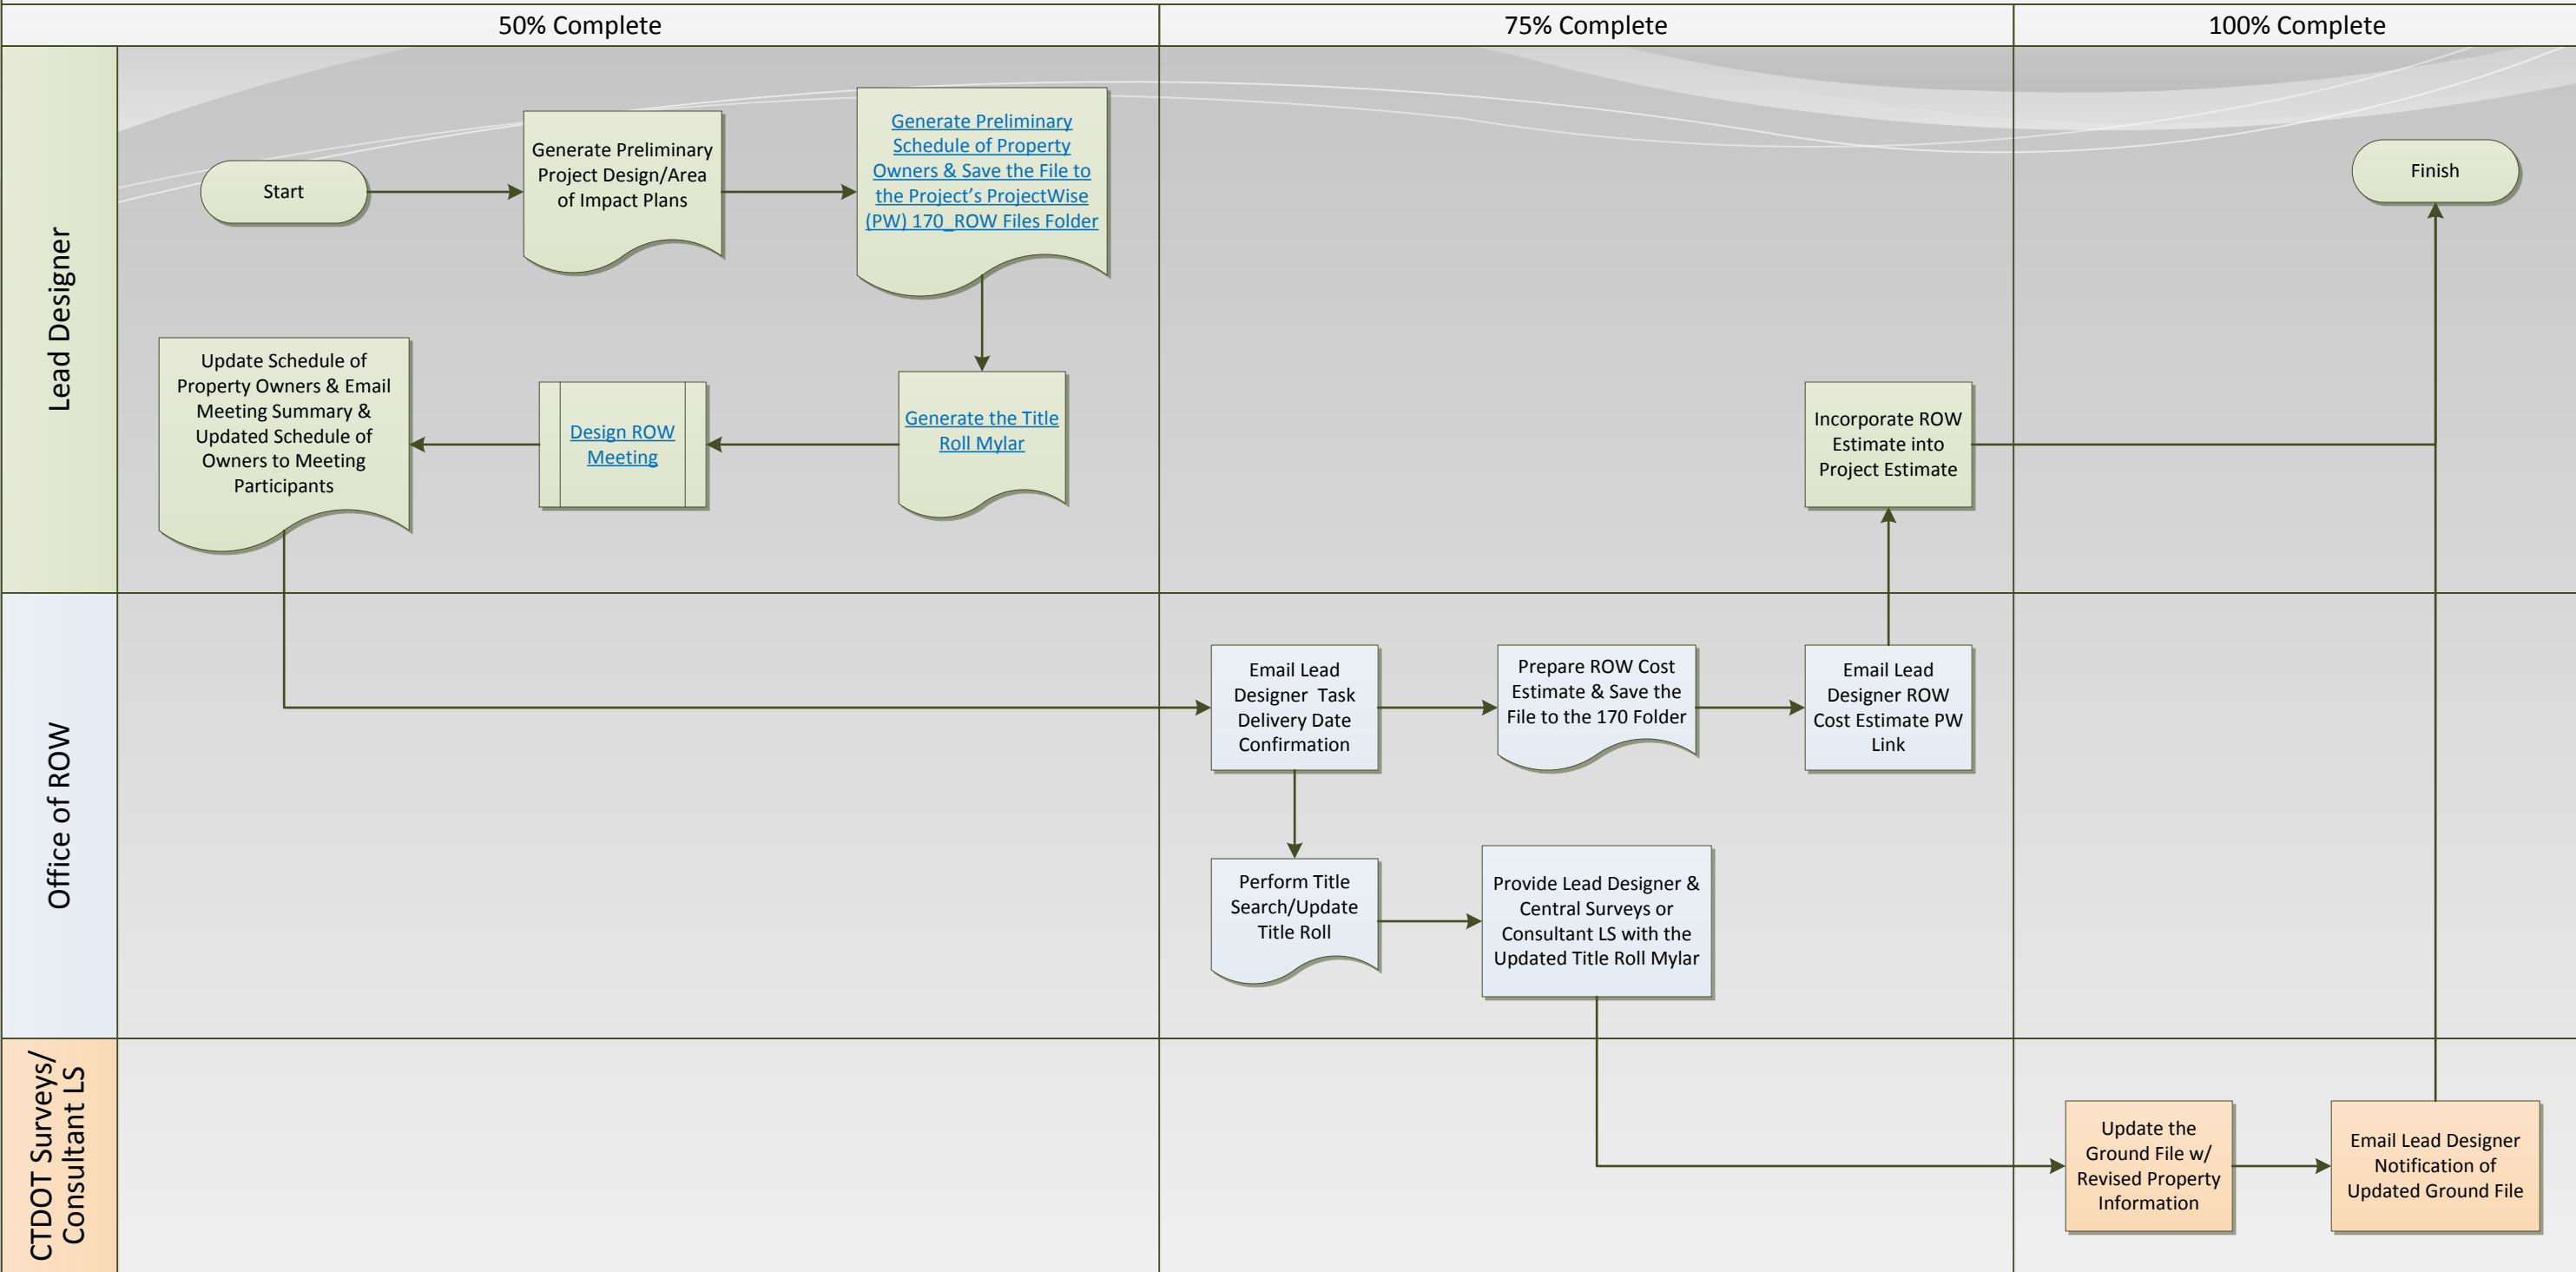 50% Complete
75% Complete
100% Complete
Lead Designer
Start
Generate Preliminary
Project Design/Area
of Impact Plans
Generate Preliminary
Schedule of Property
Owners & Save the File to
the Project’s ProjectWise
(PW) 170_ROW Files Folder
Finish
Update Schedule of
Property Owners & Email
Meeting Summary &
Updated Schedule of
Owners to Meeting
Participants
Design ROW
Meeting
Generate the Title
Roll Mylar
Incorporate ROW
Estimate into
Project Estimate
Office of ROW
Email Lead
Designer  Task
Delivery Date
Confirmation
Prepare ROW Cost
Estimate & Save the
File to the 170 Folder
Email Lead
Designer ROW
Cost Estimate PW
Link
Perform Title
Search/Update
Title Roll
Provide Lead Designer &
Central Surveys or
Consultant LS with the
Updated Title Roll Mylar
CTDOT Surveys/
Consultant LS
Update the
Ground File w/
Revised Property
Information
Email Lead Designer
Notification of
Updated Ground File